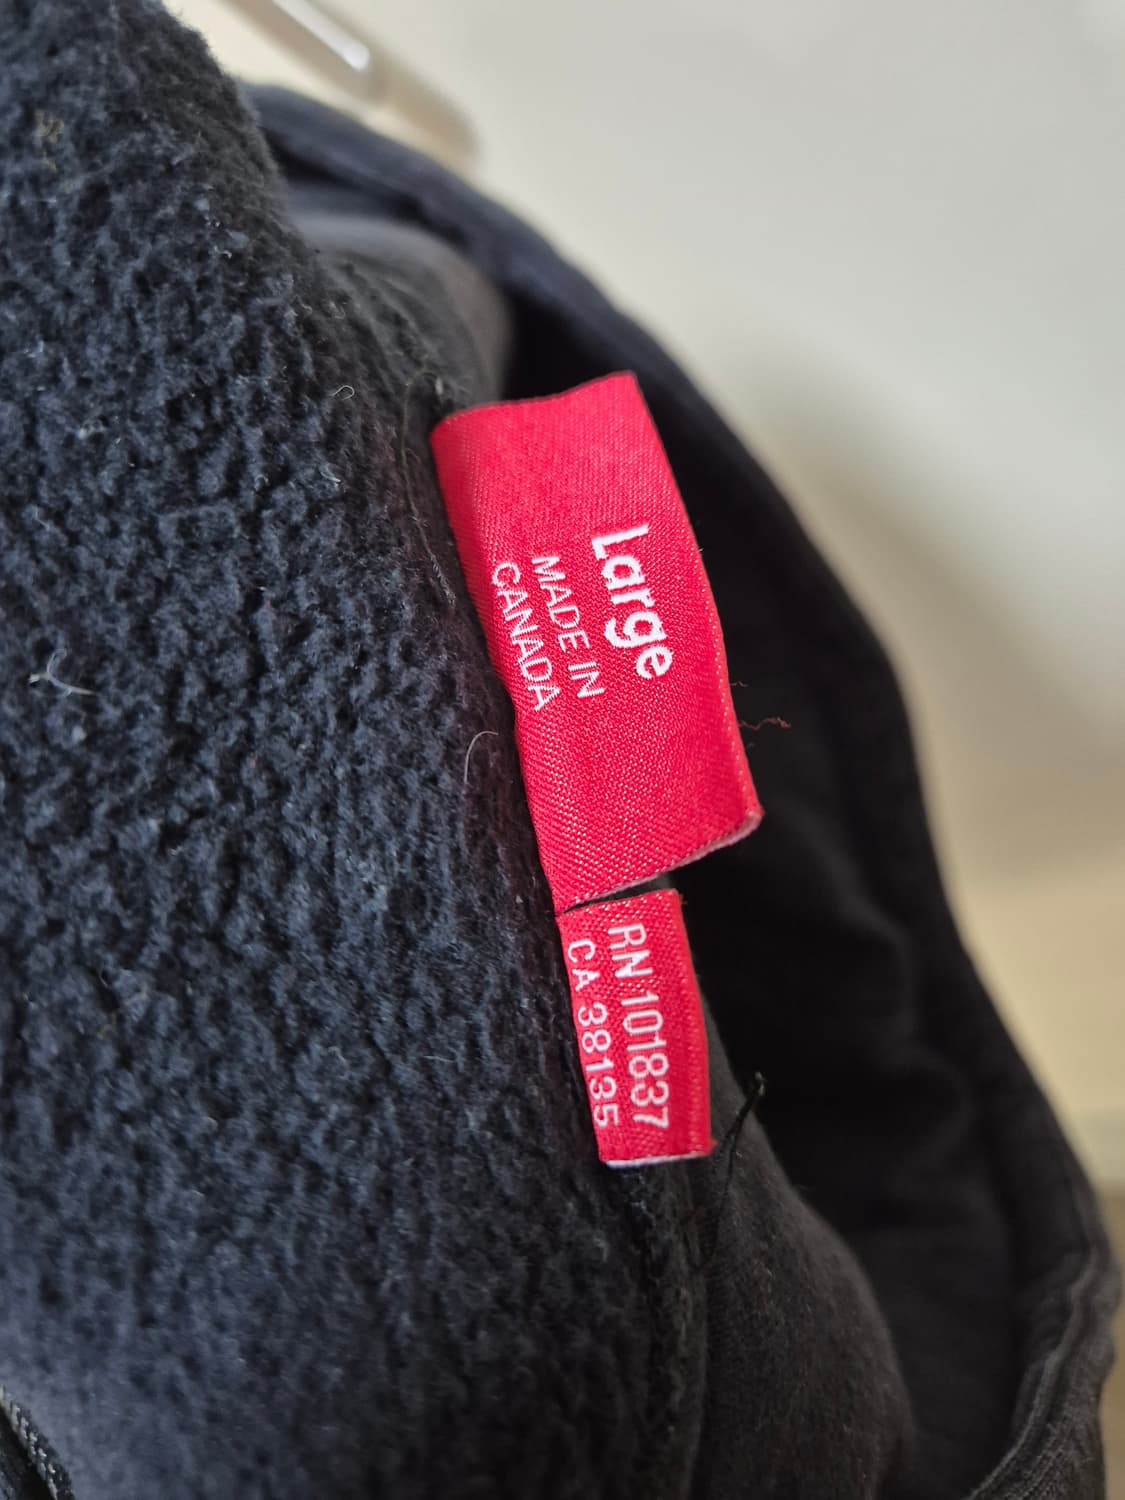 Large
MADE IN
CANADA
RN 101837
CA 38135